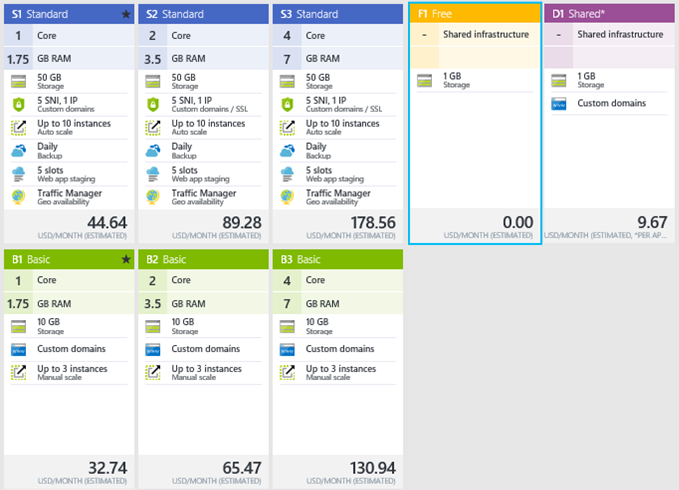 S1 Standard
1 Core
1.75 GB RAM
50 GB
Storage
5 SNI, 1 IP
Custom domains
Up to 10 instances
Auto scale
Daily
Backup
5 slots
Web app staging
Traffic Manager
Geo availability
44.64
USD/MONTH (ESTIMATED)
S2 Standard
2 Core
3.5 GB RAM
50 GB
Storage
5 SNI, 1 IP
Custom domains / SSL
Up to 10 instances
Auto scale
Daily
Backup
5 slots
Web app staging
Traffic Manager
Geo availability
89.28
USD/MONTH (ESTIMATED)
S3 Standard
4 Core
7 GB RAM
50 GB
Storage
5 SNI, 1 IP
Custom domains / SSL
Up to 10 instances
Auto scale
Daily
Backup
5 slots
Web app staging
Traffic Manager
Geo availability
178.56
USD/MONTH (ESTIMATED)
F1 Free
- Shared infrastructure
1 GB
Storage
0.00
USD/MONTH (ESTIMATED)
D1 Shared*
- Shared infrastructure
1 GB
Storage
Custom domains
9.67
USD/MONTH (ESTIMATED, *PER AP...
B1 Basic
1 Core
1.75 GB RAM
10 GB
Storage
Custom domains
Up to 3 instances
Manual scale
32.74
USD/MONTH (ESTIMATED)
B2 Basic
2 Core
3.5 GB RAM
10 GB
Storage
Custom domains
Up to 3 instances
Manual scale
65.47
USD/MONTH (ESTIMATED)
B3 Basic
4 Core
7 GB RAM
10 GB
Storage
Custom domains
Up to 3 instances
Manual scale
130.94
USD/MONTH (ESTIMATED)